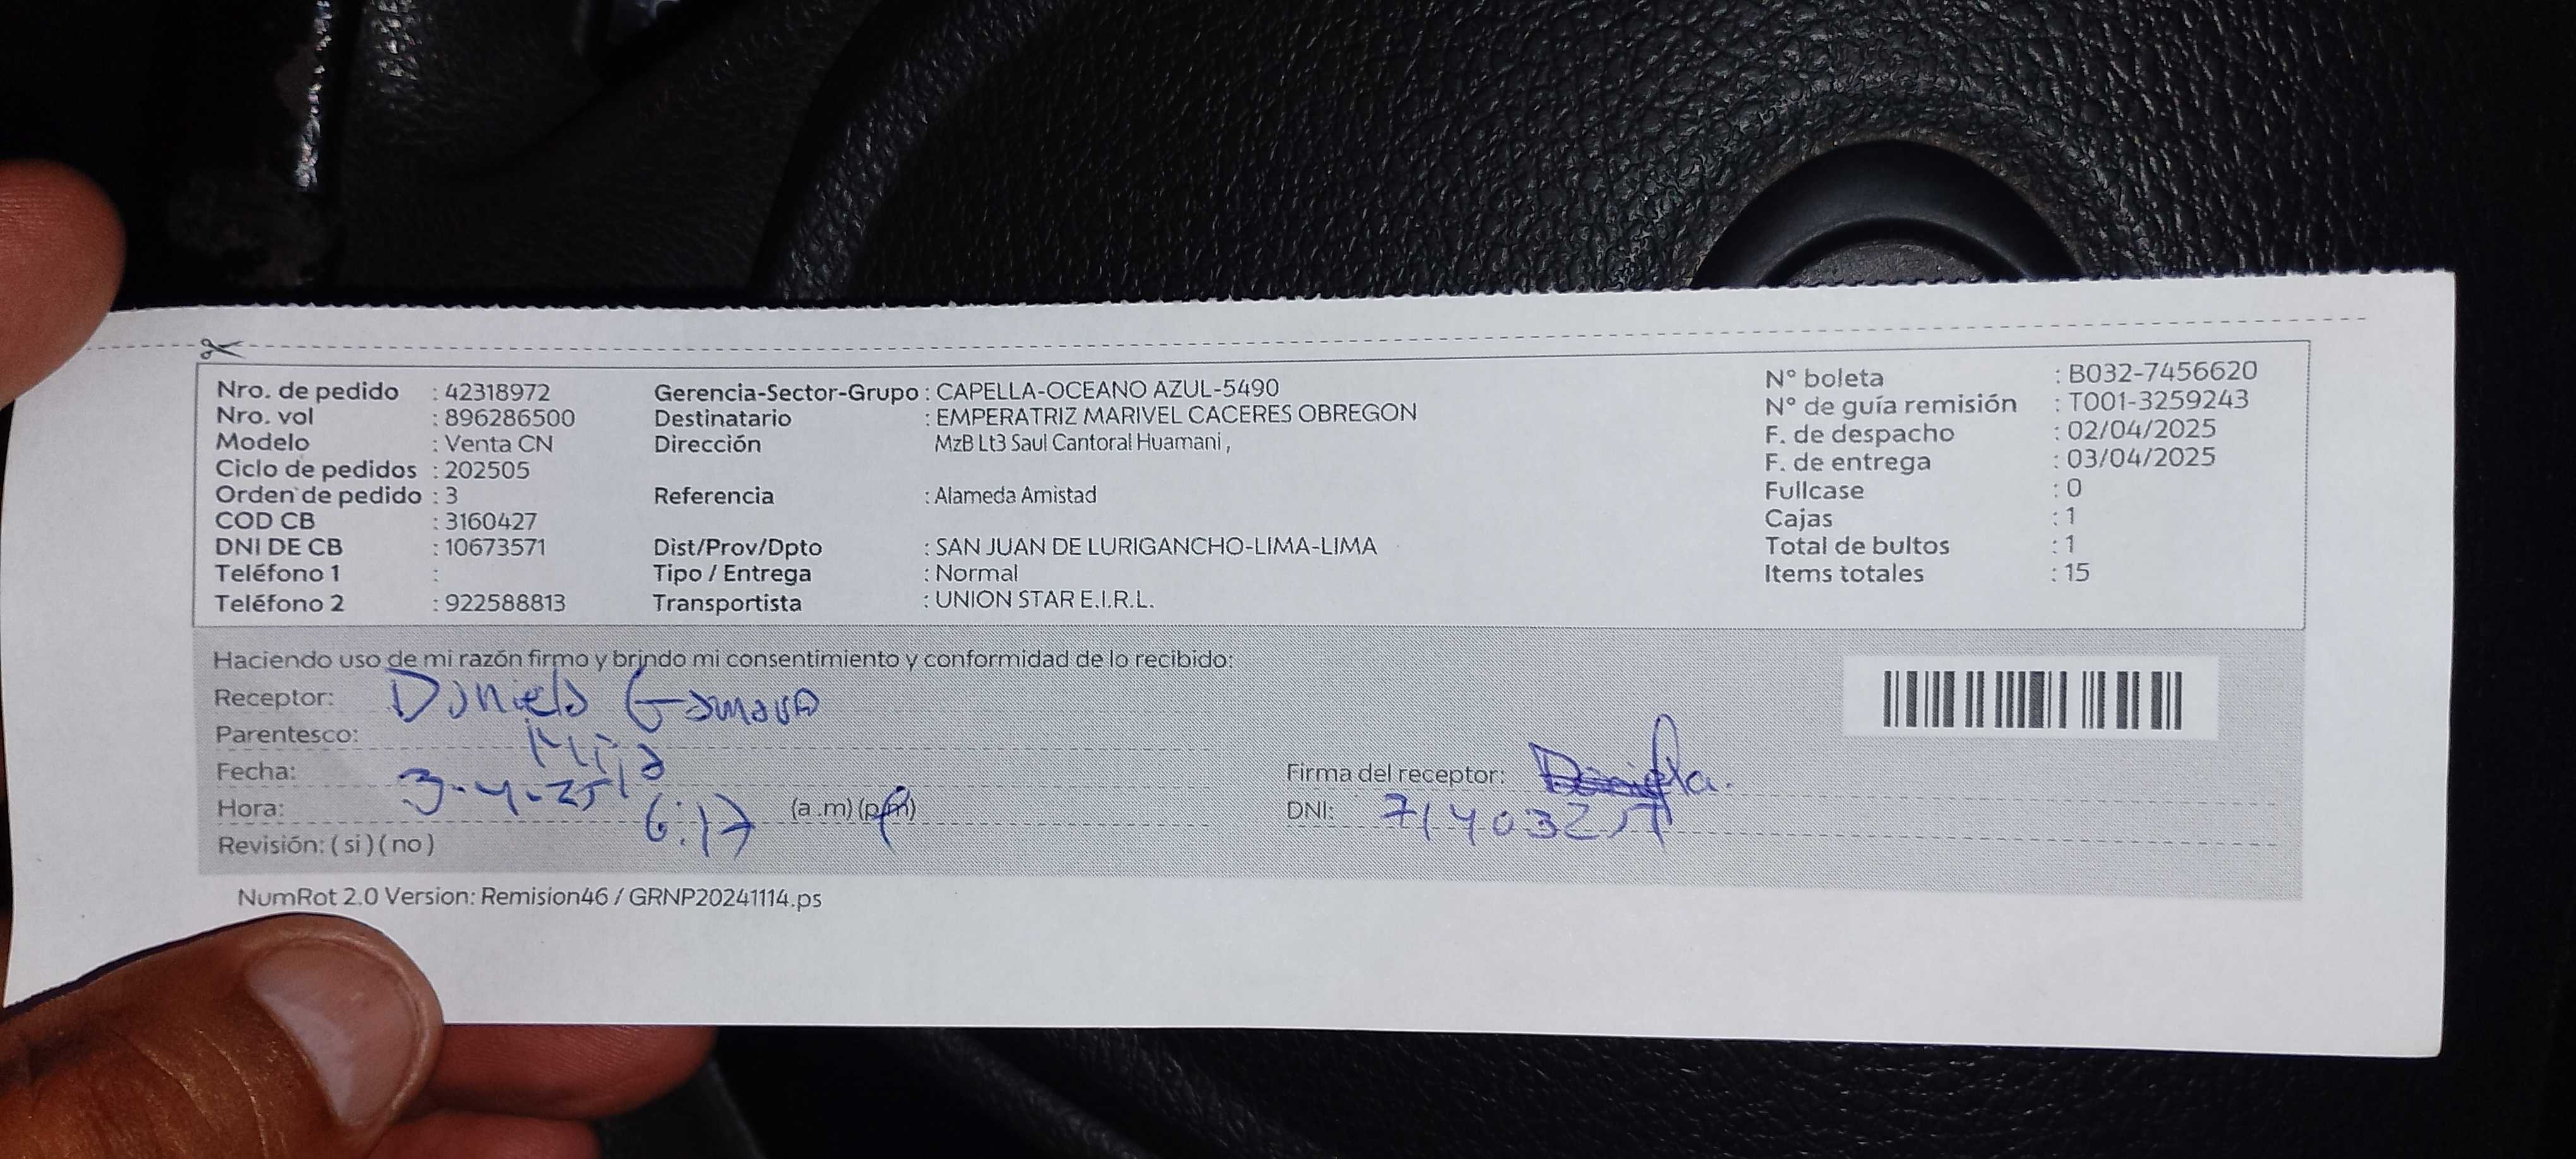 Nro. de pedido : 42318972
Nro. vol : 896286500
Modelo : Venta CN
Ciclo de pedidos : 202505
Orden de pedido : 3
COD CB : 3160427
DNI DE CB : 10673571
Teléfono 1 :
Teléfono 2 : 922588813
Gerencia-Sector-Grupo : CAPELLA-OCEANO AZUL-5490
Destinatario : EMPERATRIZ MARIVEL CACERES OBREGON
Dirección MzB Lt3 Saul Cantoral Huamani ,
Referencia : Alameda Amistad
Dist/Prov/Dpto : SAN JUAN DE LURIGANCHO-LIMA-LIMA
Tipo / Entrega : Normal
Transportista : UNION STAR E.I.R.L.
N° boleta : B032-7456620
N° de guía remisión : T001-3259243
F. de despacho : 02/04/2025
F. de entrega : 03/04/2025
Fullcase : 0
Cajas : 1
Total de bultos : 1
Items totales : 15
Haciendo uso de mi razón firmo y brindo mi consentimiento y conformidad de lo recibido:
Receptor: Daniela
Parentesco: Hija
Fecha: 3-4-25
Hora: 6:17 (a .m) (p.m)
Revisión: ( si ) ( no )
Firma del receptor: Daniela.
DNI:
NumRot 2.0 Version: Remision46 / GRNP20241114.ps